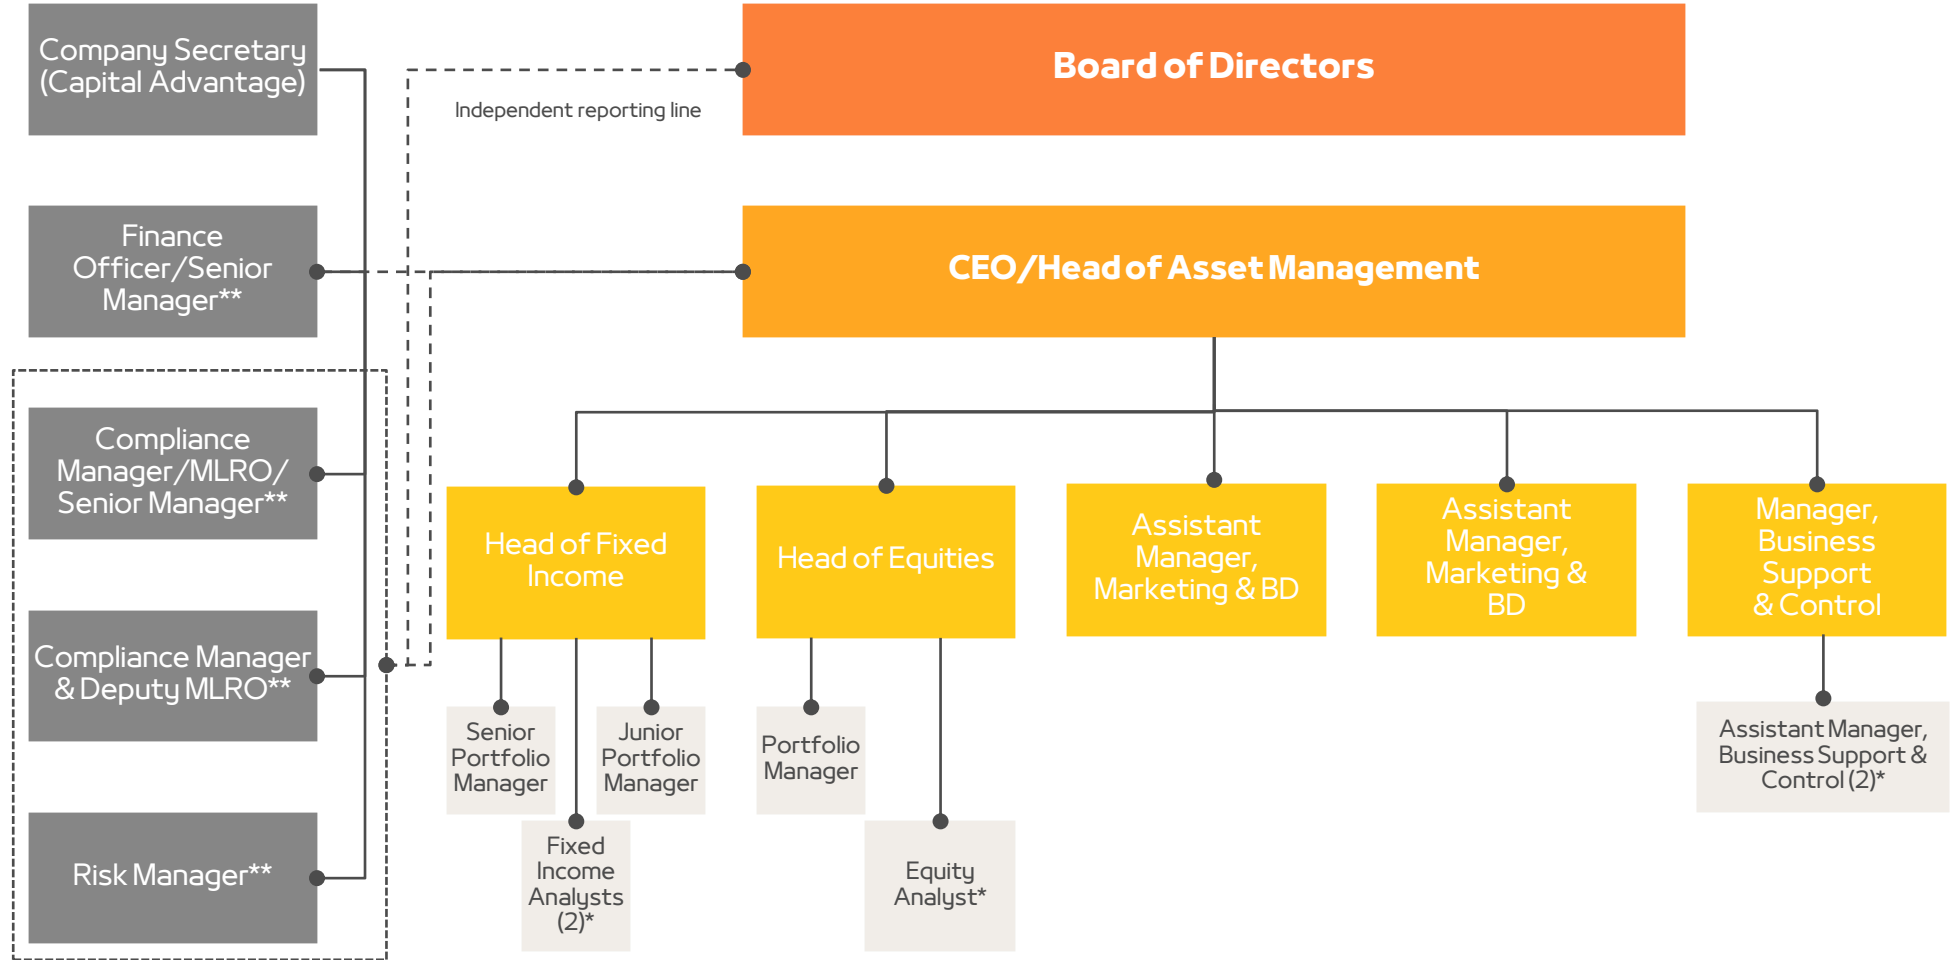 Company Secretary
(Capital Advantage)
Board of Directors
Independent reporting line
Finance
Officer/Senior
Manager**
CEO/Head of Asset Management
Compliance
Manager/MLRO/
Senior Manager**
Compliance Manager
& Deputy MLRO**
Risk Manager**
Head of Fixed
Income
Head of Equities
Assistant
Manager,
Marketing & BD
Assistant
Manager,
Marketing &
BD
Manager,
Business
Support
& Control
Senior
Portfolio
Manager
Fixed
Income
Analysts
(2)*
Junior
Portfolio
Manager
Portfolio
Manager
Equity
Analyst*
Assistant Manager,
Business Support &
Control (2)*